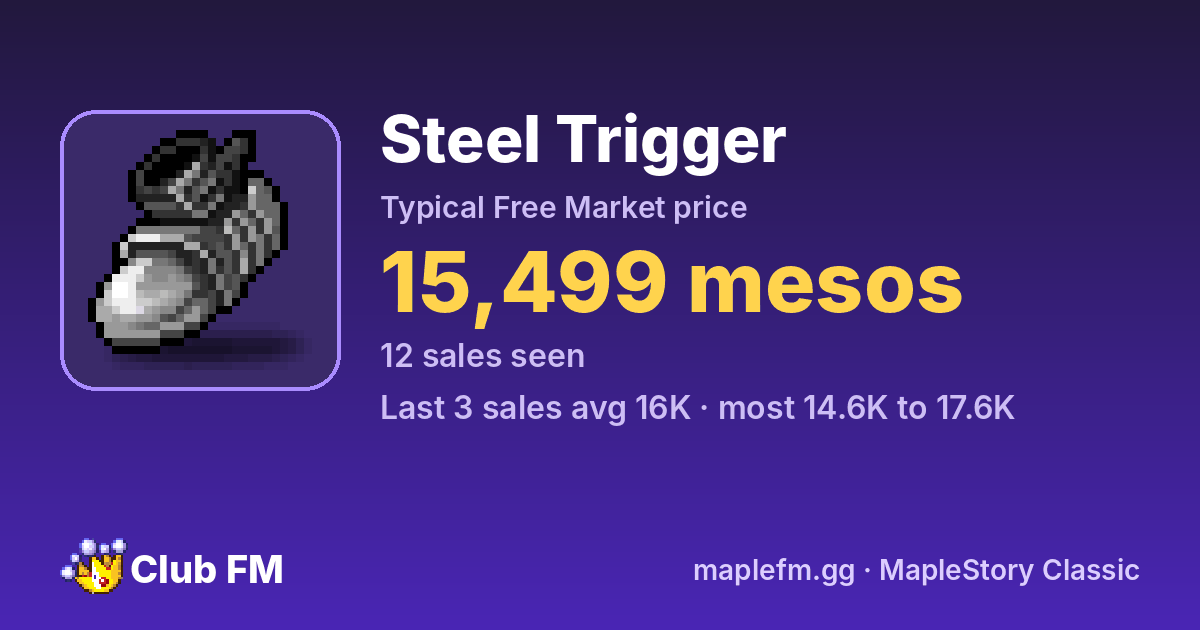 Steel Trigger
Typical Free Market price
15,499 mesos
12 sales seen
Last 3 sales avg 16K · most 14.6K to 17.6K
Club FM
maplefm.gg · MapleStory Classic